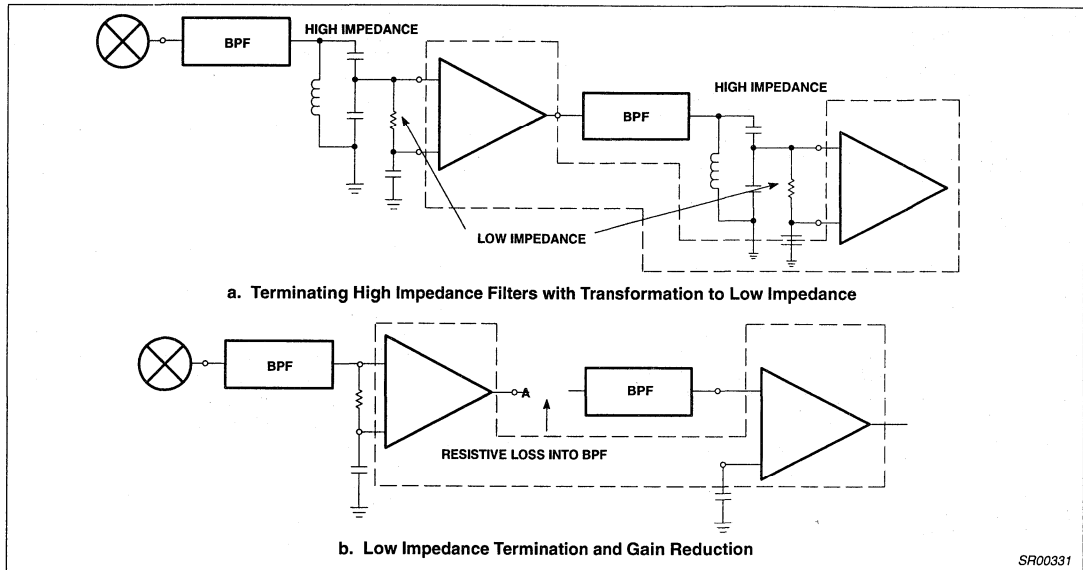 HIGH IMPEDANCE
BPF
HIGH IMPEDANCE
BPF
LOW IMPEDANCE
a. Terminating High Impedance Filters with Transformation to Low Impedance
BPF
BPF
RESISTIVE LOSS INTO BPF
b. Low Impedance Termination and Gain Reduction
SR00331